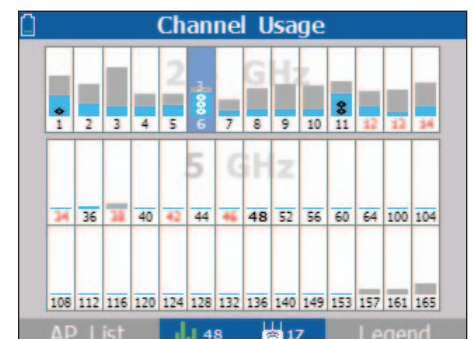 Channel Usage
2.4 GHz
3
1 2 3 4 5 6 7 8 9 10 11 12 13 14
5 GHz
34 36 38 40 42 44 46 48 52 56 60 64 100 104
108 112 116 120 124 128 132 136 140 149 153 157 161 165
AP List 48 17 Legend